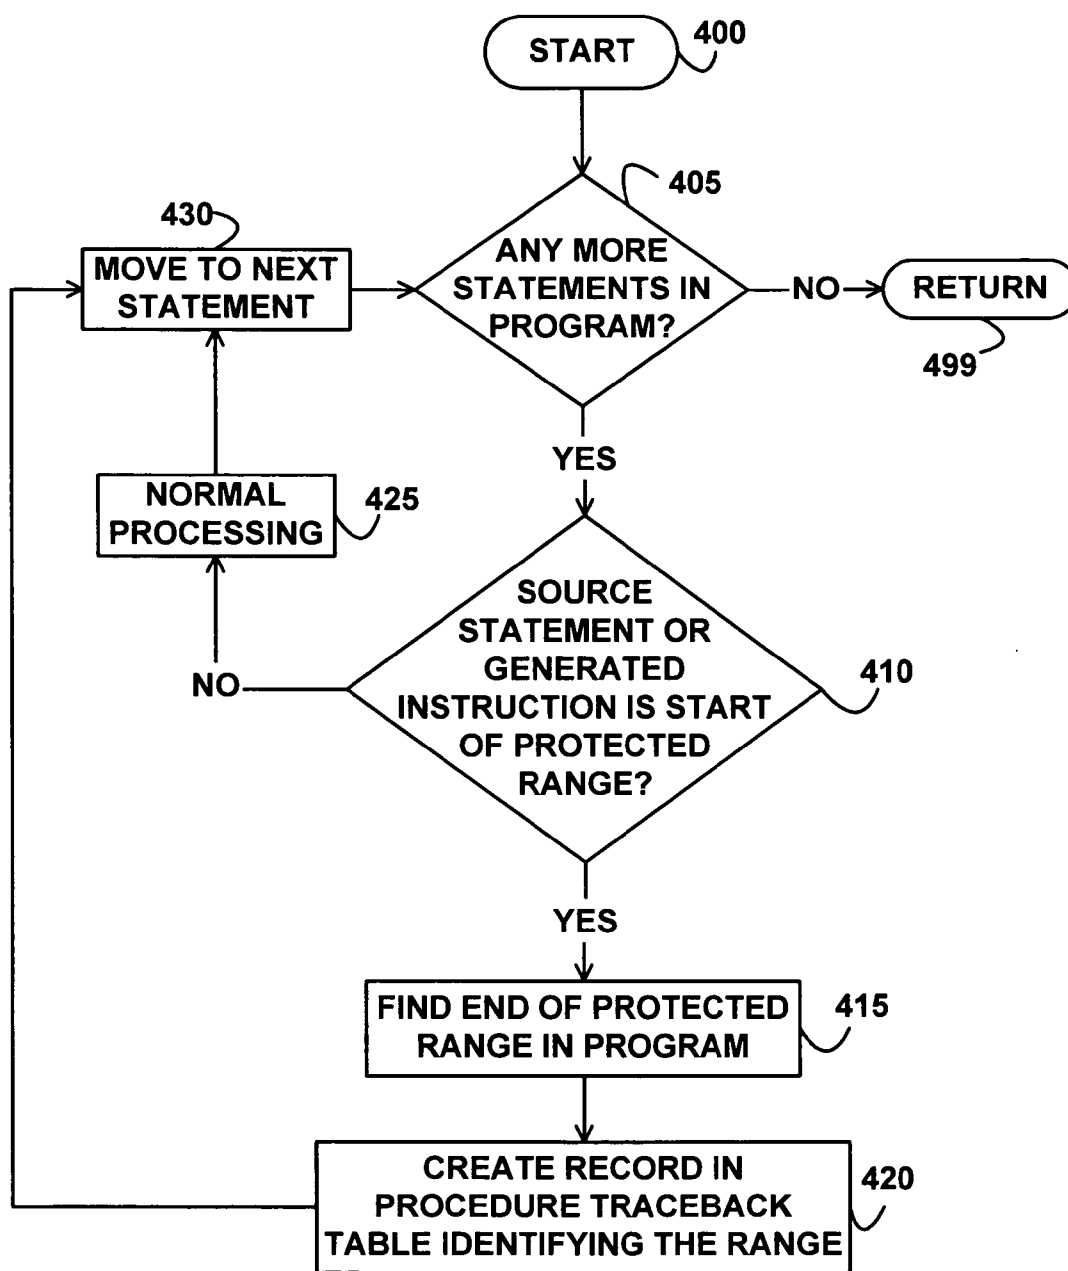 START
400
405
430
MOVE TO NEXT
STATEMENT
ANY MORE
STATEMENTS IN
PROGRAM?
NO
RETURN
499
YES
NORMAL
PROCESSING
425
SOURCE
STATEMENT OR
GENERATED
INSTRUCTION IS START
OF PROTECTED
RANGE?
NO
410
YES
FIND END OF PROTECTED
RANGE IN PROGRAM
415
CREATE RECORD IN
PROCEDURE TRACEBACK
TABLE IDENTIFYING THE RANGE
420